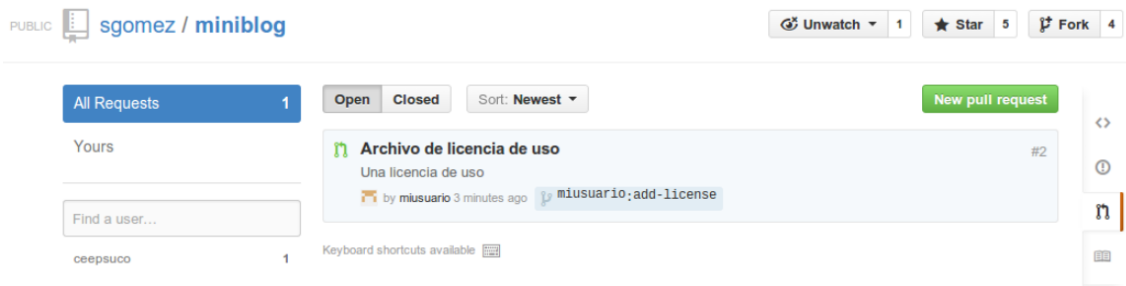 PUBLIC sgomez / miniblog Unwatch 1 Star 5 Fork 4
All Requests 1
Yours
Find a user...
ceepsuco 1
Open Closed Sort: Newest New pull request
Archivo de licencia de uso #2
Una licencia de uso
by miusuario 3 minutes ago miusuario:add-license
Keyboard shortcuts available